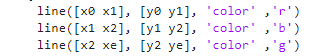 line([x0 x1], [y0 y1], 'color' ,'r')
line([x1 x2], [y1 y2], 'color' ,'b')
line([x2 xe], [y2 ye], 'color' ,'g')